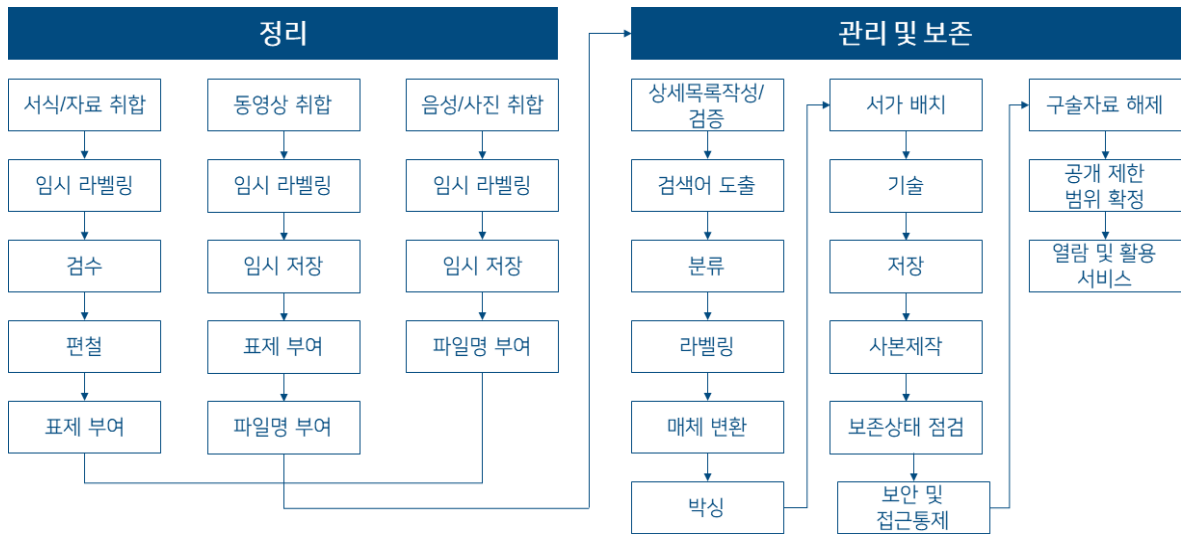 정리
서식/자료 취합
임시 라벨링
검수
편철
표제 부여
동영상 취합
임시 라벨링
임시 저장
표제 부여
파일명 부여
음성/사진 취합
임시 라벨링
임시 저장
파일명 부여
관리 및 보존
상세목록작성/
검증
검색어 도출
분류
라벨링
매체 변환
박싱
서가 배치
기술
저장
사본제작
보존상태 점검
보안 및
접근통제
구술자료 해제
공개 제한
범위 확정
열람 및 활용
서비스